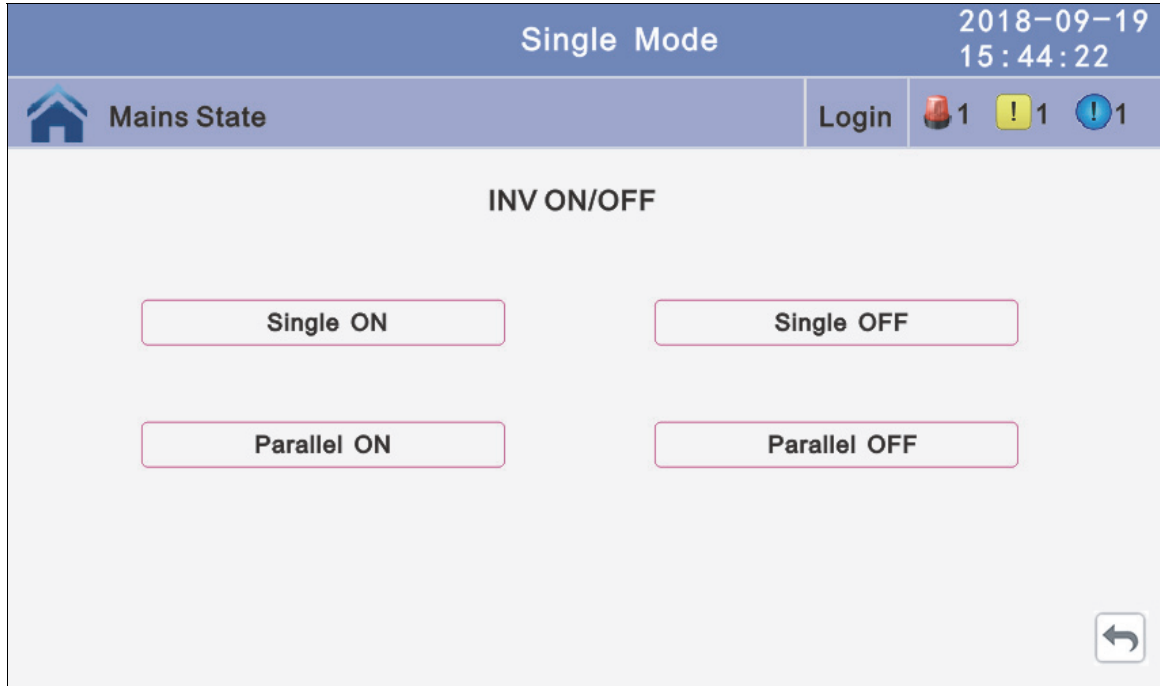 Single Mode
2018-09-19
15:44:22
Mains State
Login
1
! 1
! 1
INV ON/OFF
Single ON
Single OFF
Parallel ON
Parallel OFF